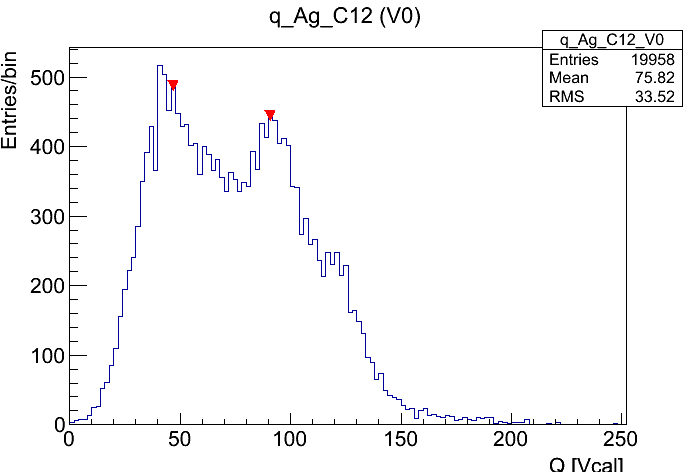 q_Ag_C12 (V0)
q_Ag_C12_V0
Entries 19958
Mean 75.82
RMS 33.52
Entries/bin
500
400
300
200
100
0
0 50 100 150 200 250
Q [Vcal]